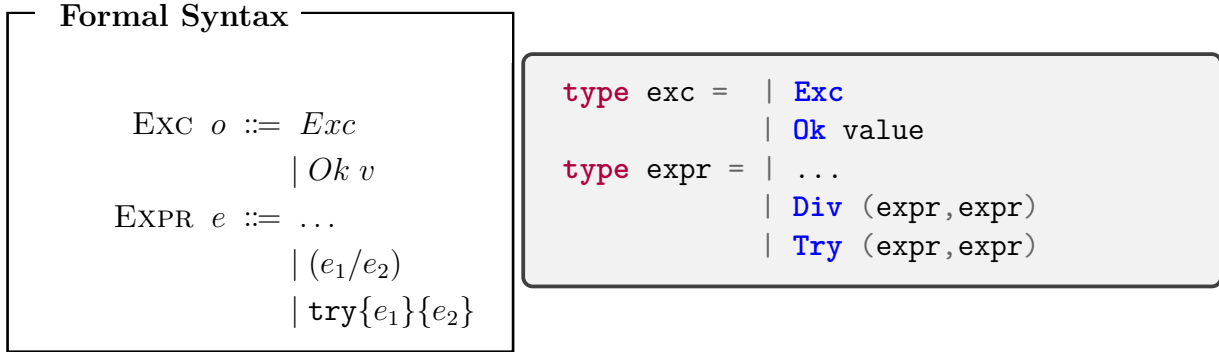 Formal Syntax
EXC o ::= Exc
| Ok v
EXPR e ::= ...
| (e₁/e₂)
| try{e₁}{e₂}
type exc = | Exc
| Ok value
type expr = | ...
| Div (expr,expr)
| Try (expr,expr)